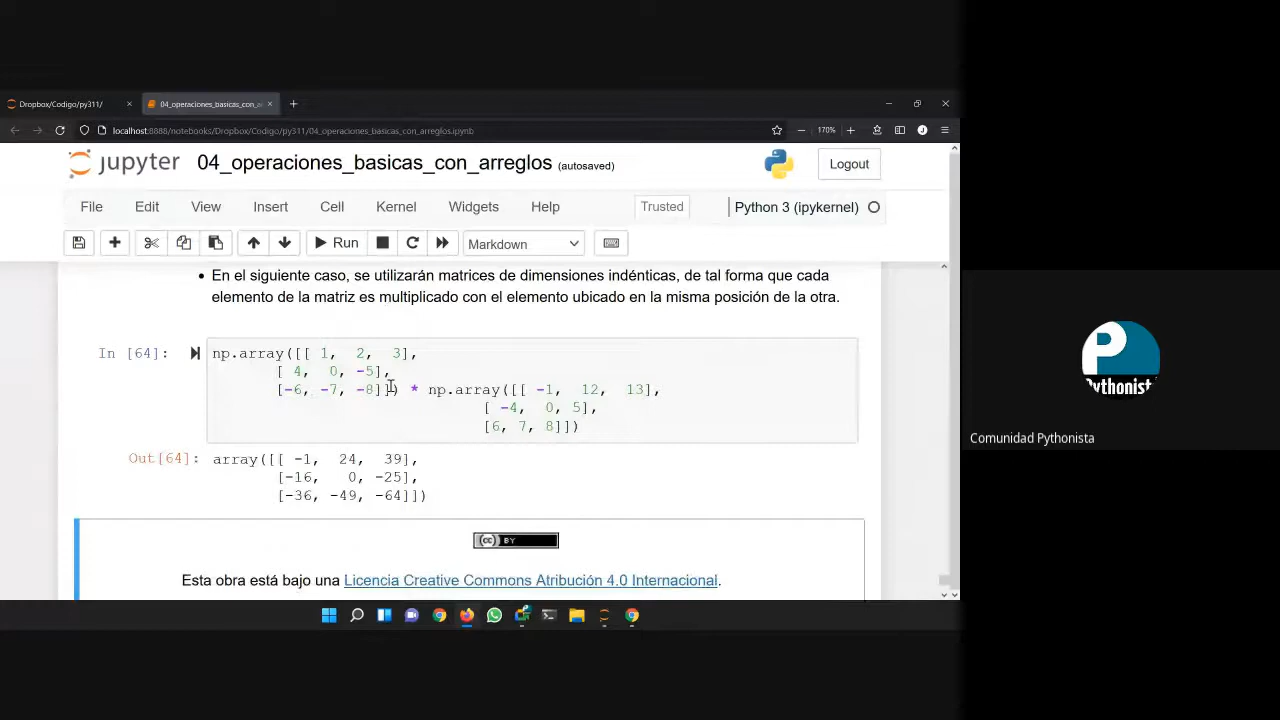 Dropbox/Codigo/py311/
04_operaciones_basicas_con_a
localhost:8888/notebooks/Dropbox/Codigo/py311/04_operaciones_basicas_con_arreglos.ipynb
170%
jupyter 04_operaciones_basicas_con_arreglos (autosaved)
Logout
File Edit View Insert Cell Kernel Widgets Help
Trusted
Python 3 (ipykernel)
Run
Markdown
• En el siguiente caso, se utilizarán matrices de dimensiones indénticas, de tal forma que cada
elemento de la matriz es multiplicado con el elemento ubicado en la misma posición de la otra.
In [64]: np.array([[ 1, 2, 3],
[ 4, 0, -5],
[-6, -7, -8]]) * np.array([[ -1, 12, 13],
[ -4, 0, 5],
[6, 7, 8]])
Out[64]: array([[ -1, 24, 39],
[-16, 0, -25],
[-36, -49, -64]])
cc BY
Esta obra está bajo una Licencia Creative Commons Atribución 4.0 Internacional.
Pythonist
Comunidad Pythonista